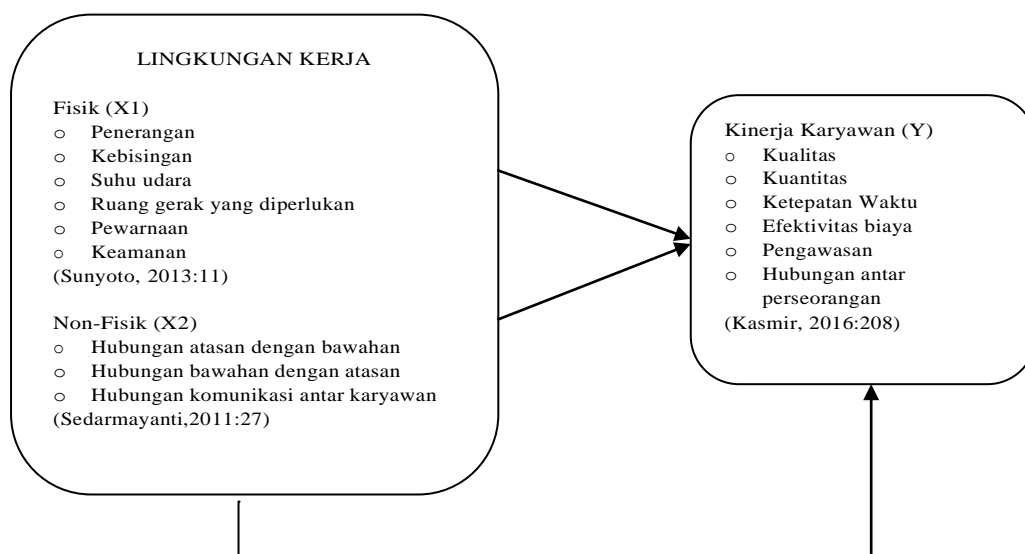 LINGKUNGAN KERJA
Fisik (X1)
o Penerangan
o Kebisingan
o Suhu udara
o Ruang gerak yang diperlukan
o Pewarnaan
o Keamanan
(Sunyoto, 2013:11)
Non-Fisik (X2)
o Hubungan atasan dengan bawahan
o Hubungan bawahan dengan atasan
o Hubungan komunikasi antar karyawan
(Sedarmayanti,2011:27)
Kinerja Karyawan (Y)
o Kualitas
o Kuantitas
o Ketepatan Waktu
o Efektivitas biaya
o Pengawasan
o Hubungan antar
perseorangan
(Kasmir, 2016:208)